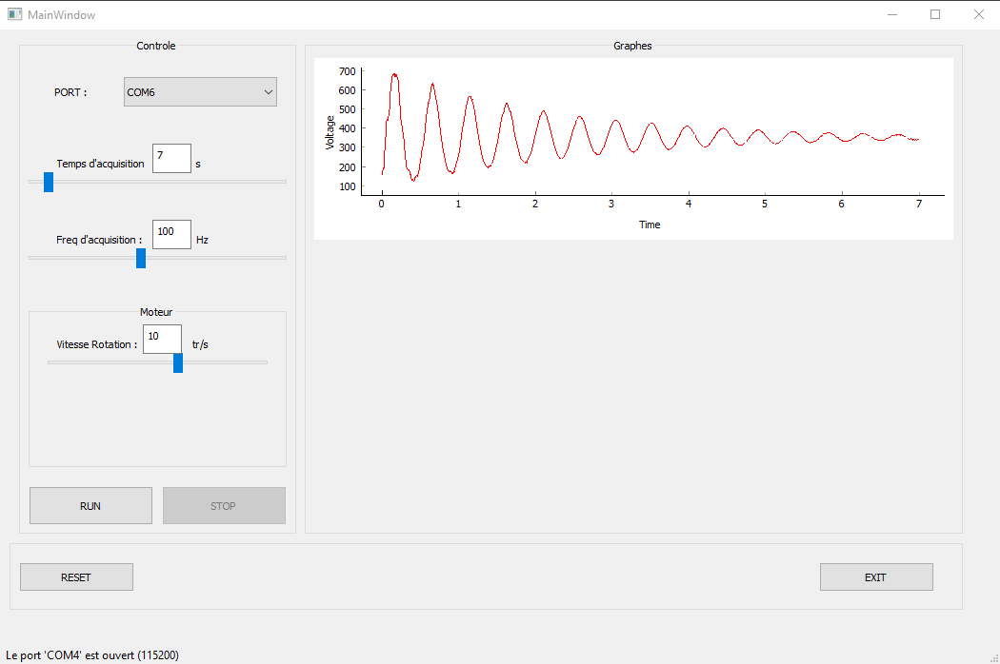 MainWindow
Controle
PORT :
COM6
Temps d'acquisition
7
s
Freq d'acquisition :
100
Hz
Moteur
Vitesse Rotation :
10
tr/s
RUN
STOP
Graphes
700
600
500
400
300
200
100
Voltage
0 1 2 3 4 5 6 7
Time
RESET
EXIT
Le port 'COM4' est ouvert (115200)